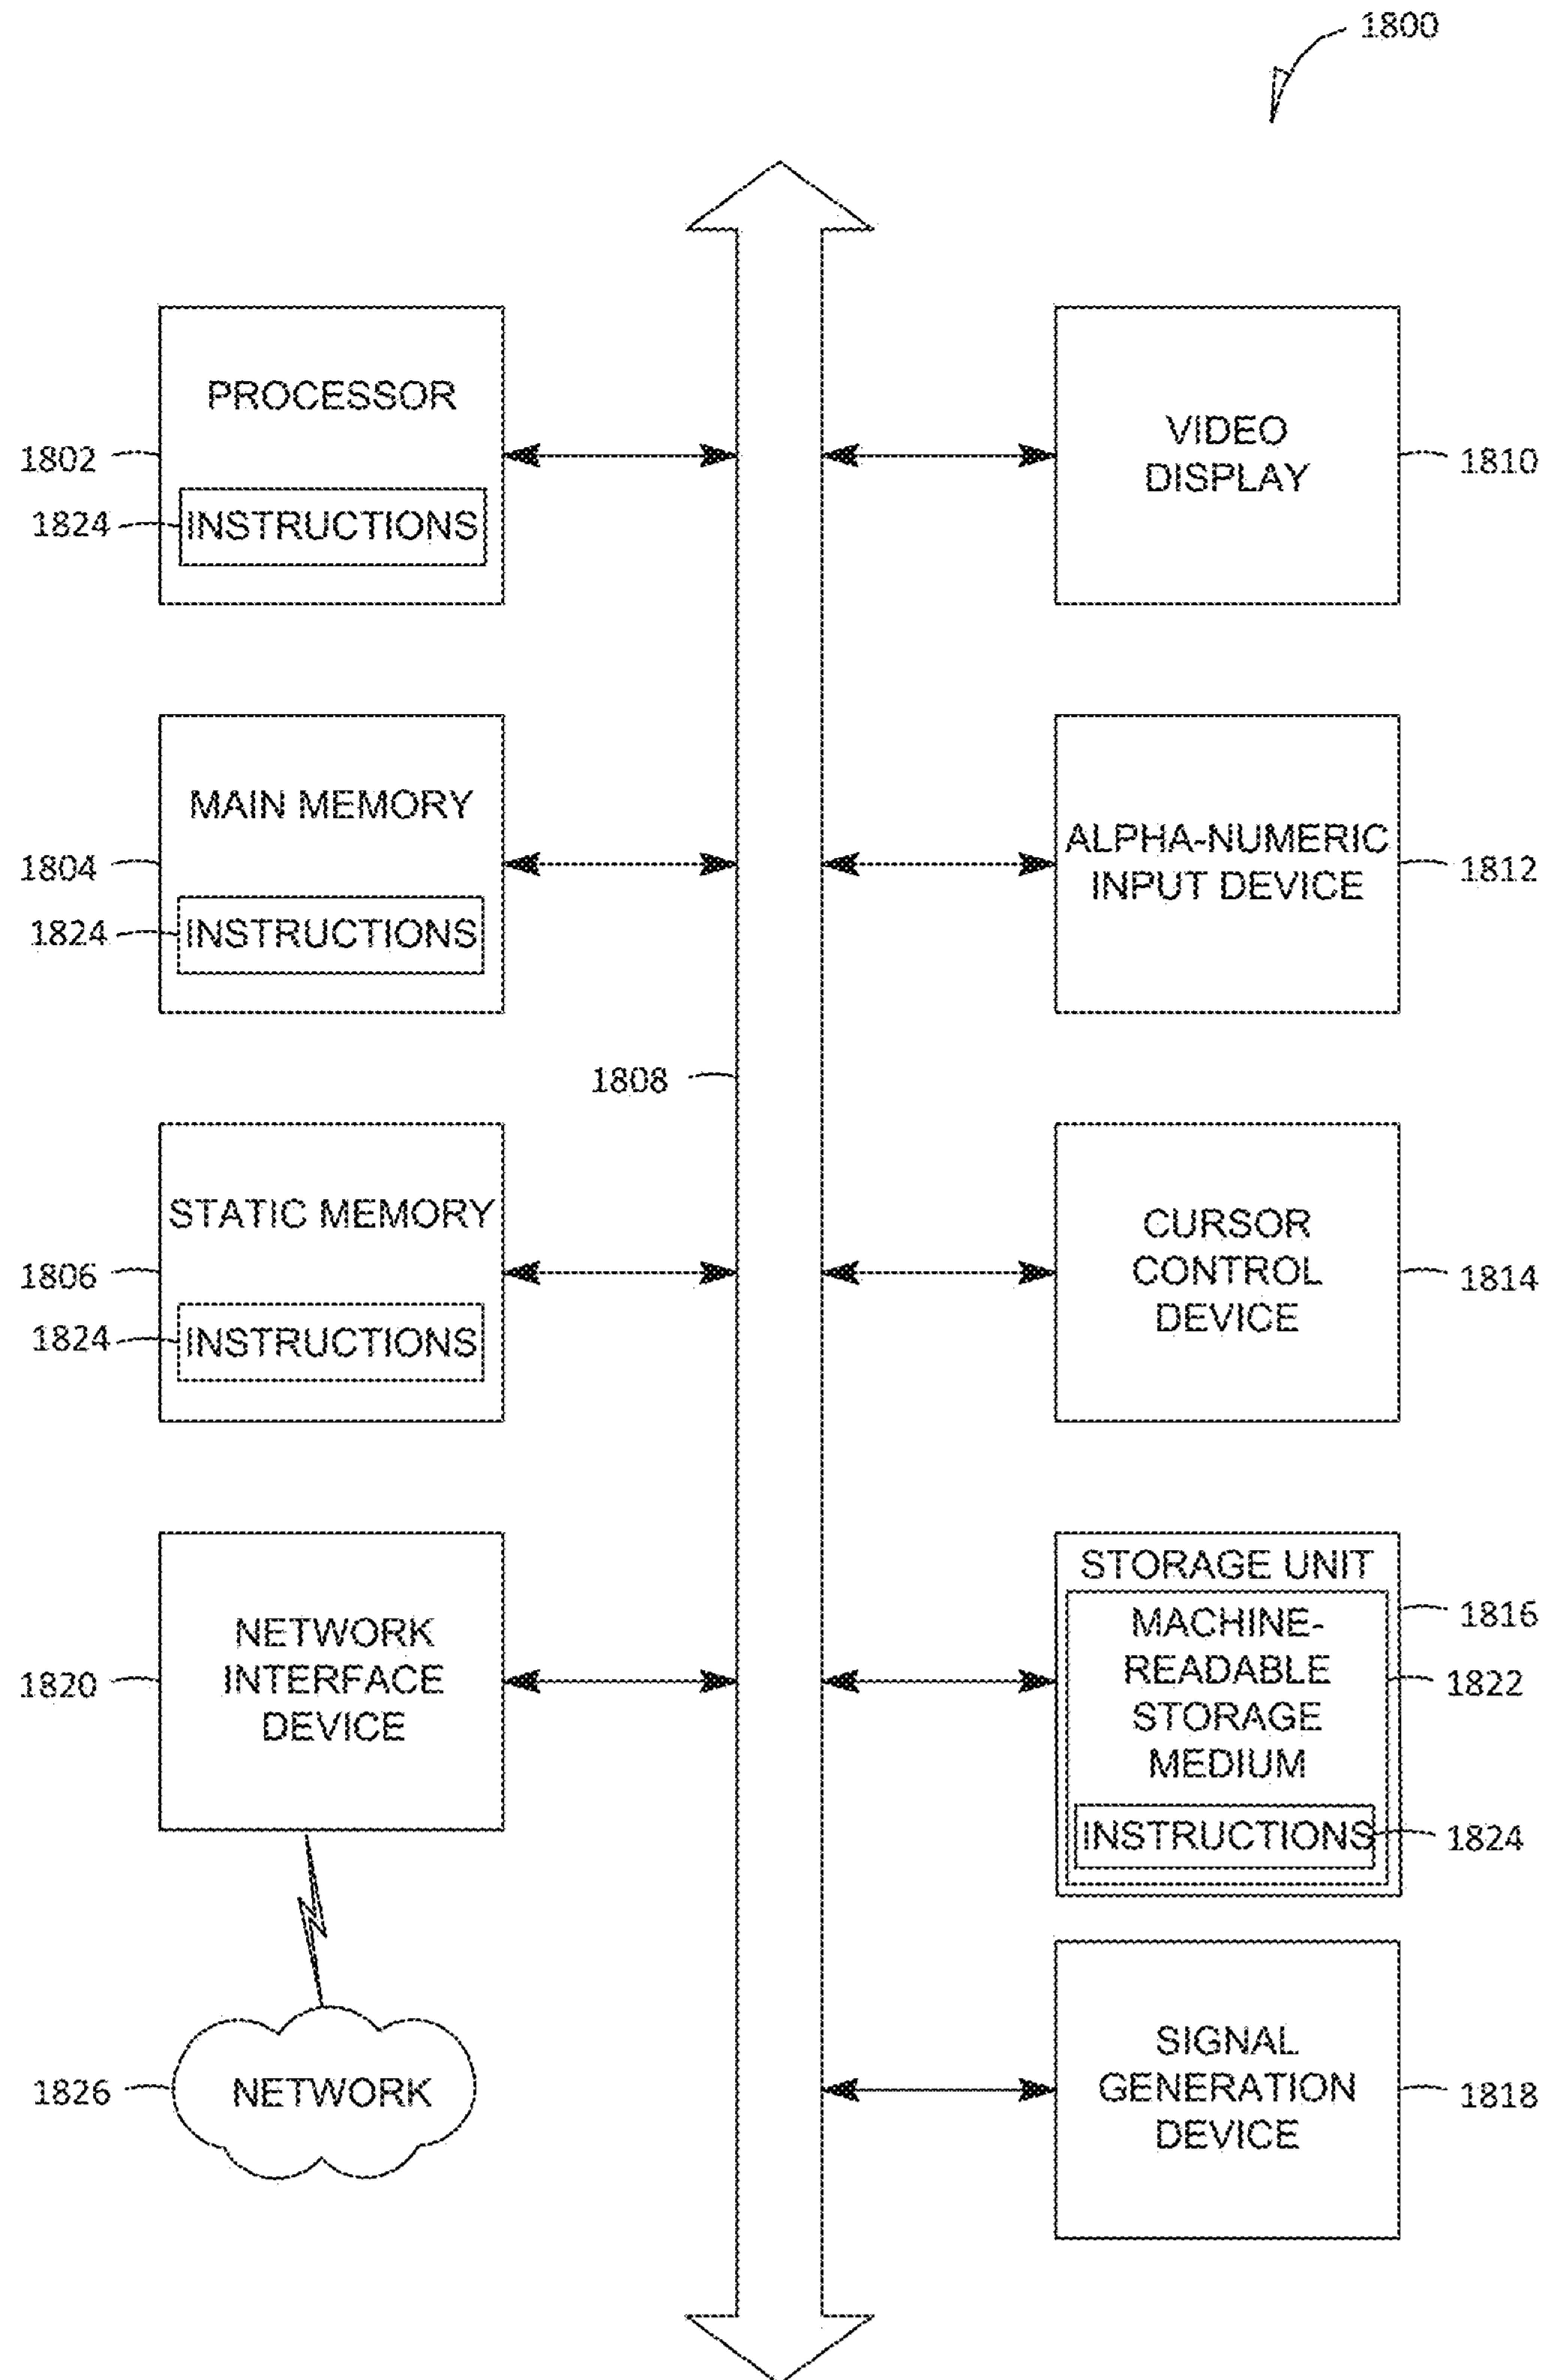 1800
PROCESSOR
1802
1824
INSTRUCTIONS
VIDEO
DISPLAY
1810
MAIN MEMORY
1804
1824
INSTRUCTIONS
ALPHA-NUMERIC
INPUT DEVICE
1812
1808
STATIC MEMORY
1806
1824
INSTRUCTIONS
CURSOR
CONTROL
DEVICE
1814
NETWORK
INTERFACE
DEVICE
1820
STORAGE UNIT
1816
MACHINE-
READABLE
STORAGE
MEDIUM
1822
INSTRUCTIONS
1824
NETWORK
1826
SIGNAL
GENERATION
DEVICE
1818